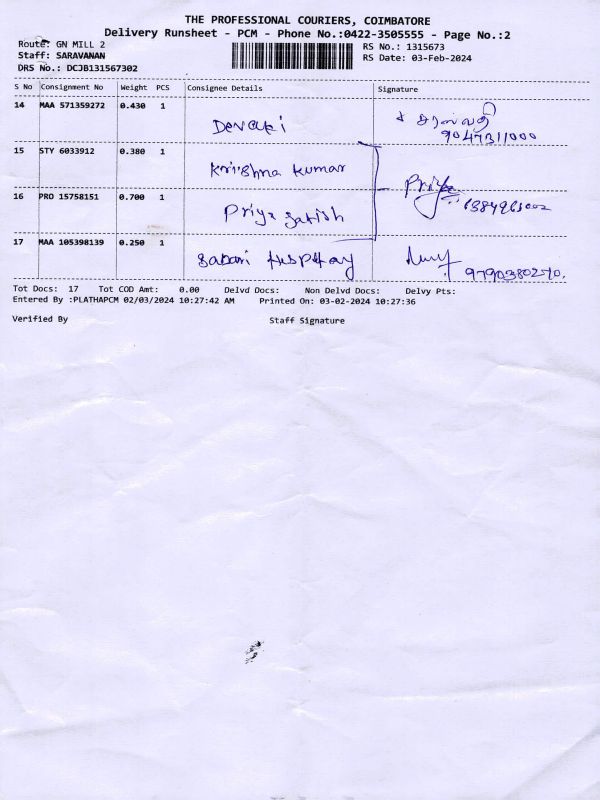 THE PROFESSIONAL COURIERS, COIMBATORE
Delivery Runsheet - PCM - Phone No.:0422-3505555 - Page No.:2
Route: GN MILL 2
RS No.: 1315673
Staff: SARAVANAN
RS Date: 03-Feb-2024
DRS No.: DCJB131567302
S No Consignment No Weight PCS Consignee Details Signature
14 MAA 571359272 0.430 1 Devaki
9047311000
15 STY 6033912 0.380 1 Krishna Kumar
16 PRO 15758151 0.700 1 Priya Satish Priya
17 MAA 105398139 0.250 1 Sabari
9790380270.
Tot Docs: 17 Tot COD Amt: 0.00 Delvd Docs: Non Delvd Docs: Delvy Pts:
Entered By :PLATHAPCM 02/03/2024 10:27:42 AM Printed On: 03-02-2024 10:27:36
Verified By Staff Signature